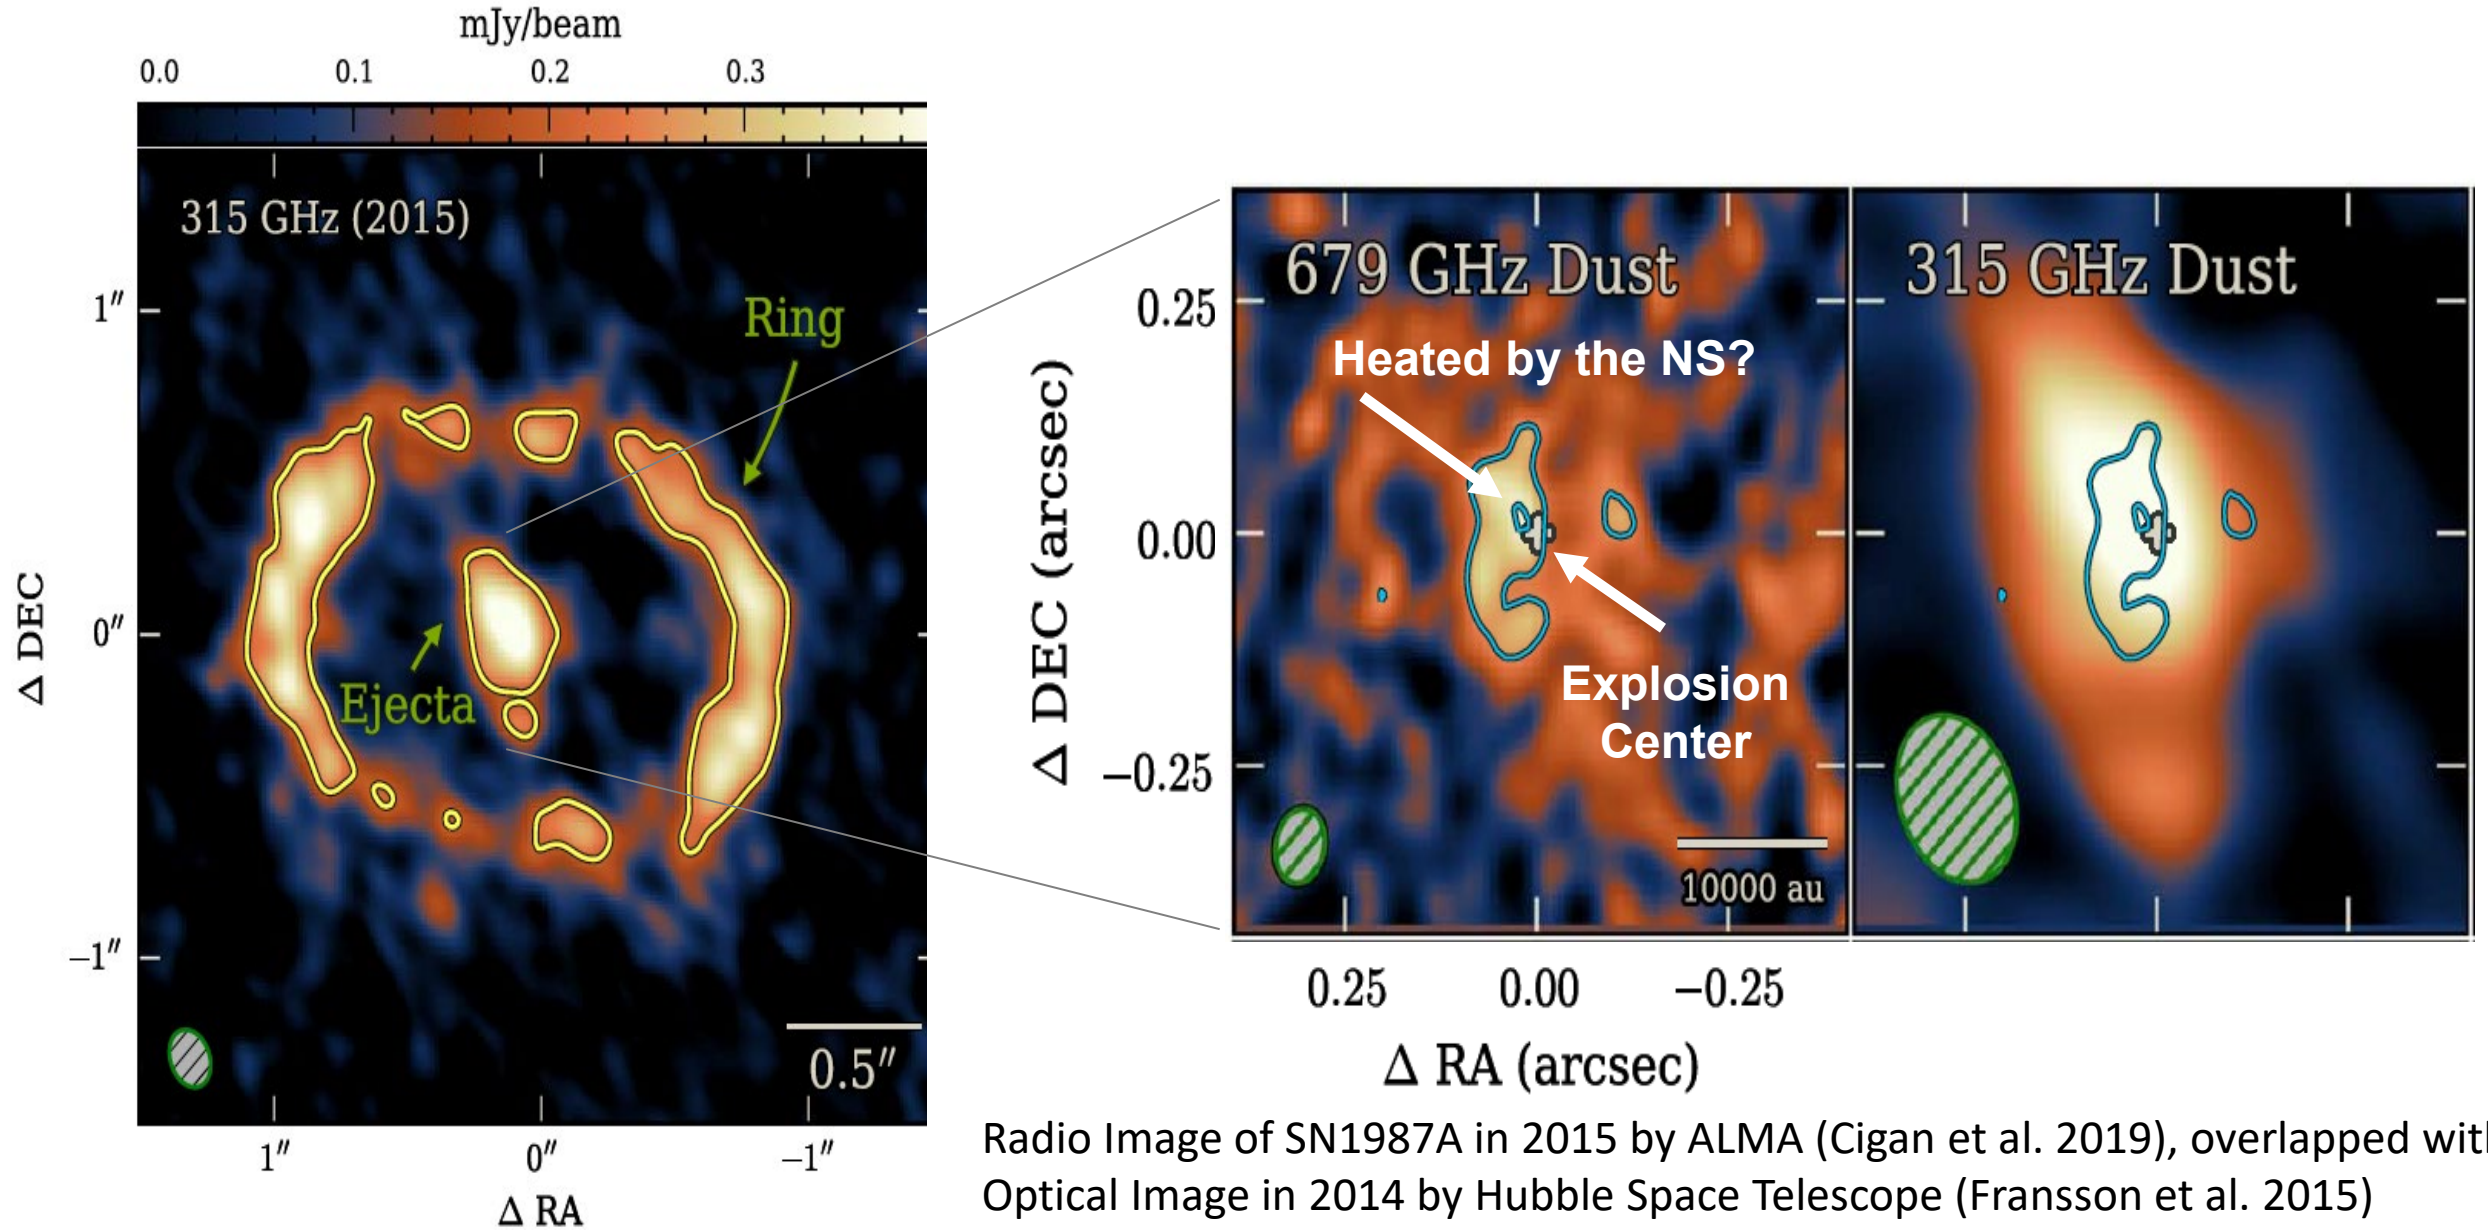 mJy/beam
0.0 0.1 0.2 0.3
315 GHz (2015)
Ring
Ejecta
1″
0″
−1″
Δ DEC
0.5″
1″ 0″ −1″
Δ RA
679 GHz Dust
315 GHz Dust
Heated by the NS?
Explosion
Center
10000 au
0.25
0.00
−0.25
Δ DEC (arcsec)
0.25 0.00 −0.25
Δ RA (arcsec)
Radio Image of SN1987A in 2015 by ALMA (Cigan et al. 2019), overlapped with
Optical Image in 2014 by Hubble Space Telescope (Fransson et al. 2015)